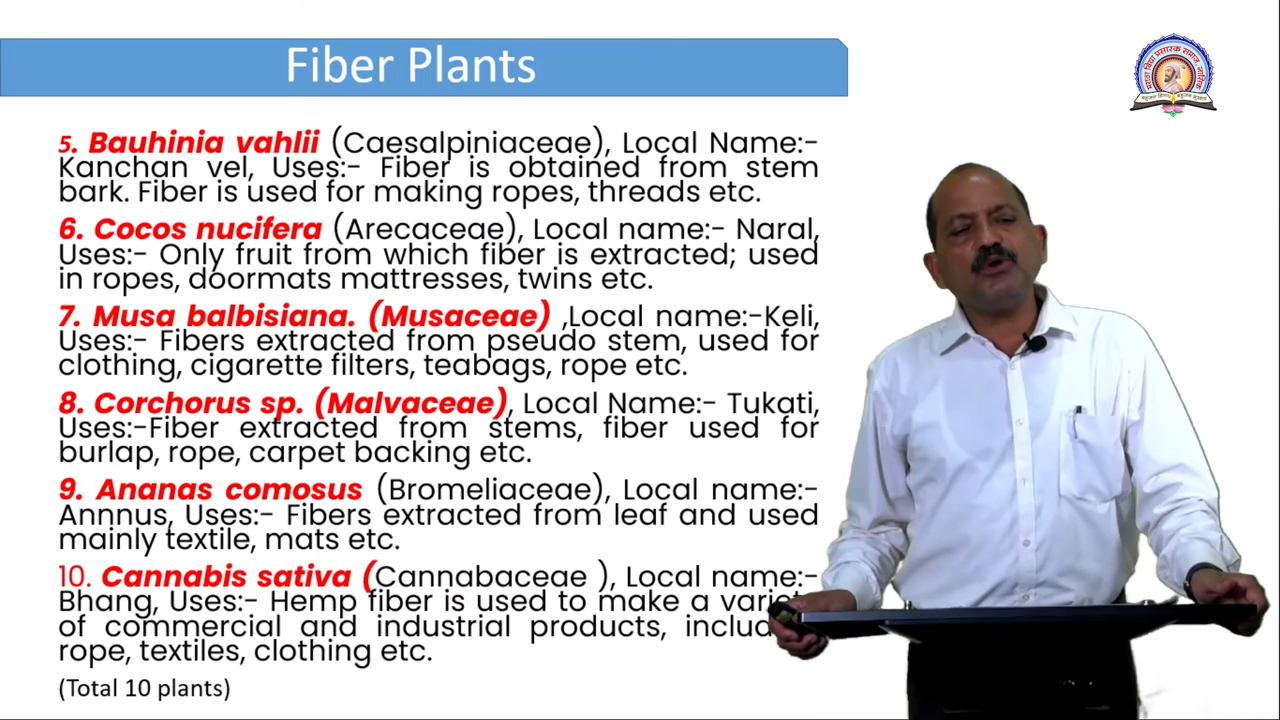 Fiber Plants
5. Bauhinia vahlii (Caesalpiniaceae), Local Name:-
Kanchan vel, Uses:- Fiber is obtained from stem
bark. Fiber is used for making ropes, threads etc.
6. Cocos nucifera (Arecaceae), Local name:- Naral,
Uses:- Only fruit from which fiber is extracted; used
in ropes, doormats mattresses, twins etc.
7. Musa balbisiana. (Musaceae) ,Local name:-Keli,
Uses:- Fibers extracted from pseudo stem, used for
clothing, cigarette filters, teabags, rope etc.
8. Corchorus sp. (Malvaceae), Local Name:- Tukati,
Uses:-Fiber extracted from stems, fiber used for
burlap, rope, carpet backing etc.
9. Ananas comosus (Bromeliaceae), Local name:-
Annnus, Uses:- Fibers extracted from leaf and used
mainly textile, mats etc.
10. Cannabis sativa (Cannabaceae ), Local name:-
Bhang, Uses:- Hemp fiber is used to make a
of commercial and industrial products,
rope, textiles, clothing etc.
(Total 10 plants)